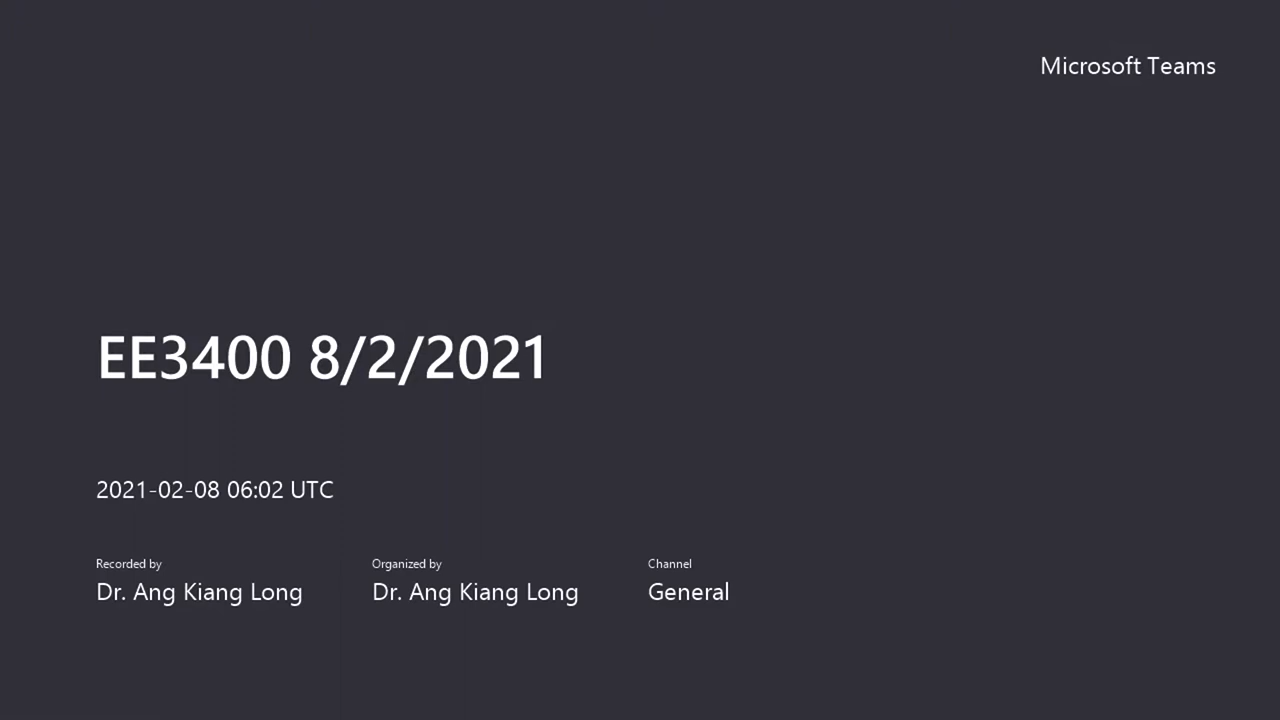 Microsoft Teams
EE3400 8/2/2021
2021-02-08 06:02 UTC
Recorded by
Dr. Ang Kiang Long
Organized by
Dr. Ang Kiang Long
Channel
General